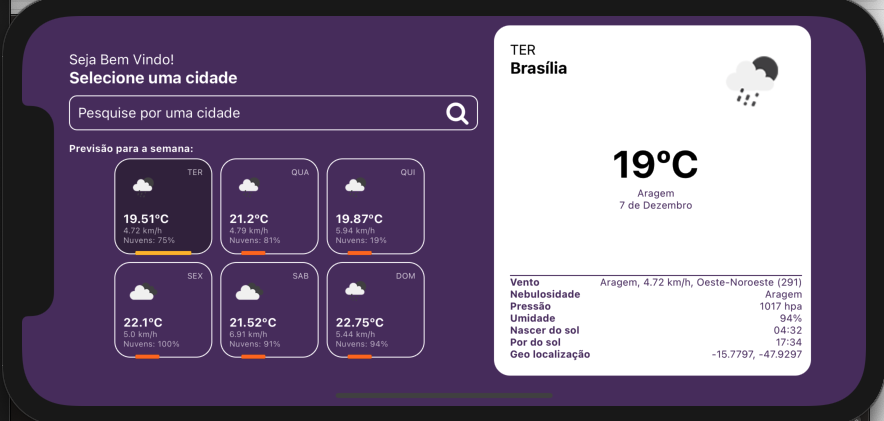 Seja Bem Vindo!
Selecione uma cidade
Pesquise por uma cidade
Previsão para a semana:
TER
19.51°C
4.72 km/h
Nuvens: 75%
QUA
21.2°C
4.79 km/h
Nuvens: 81%
QUI
19.87°C
5.94 km/h
Nuvens: 19%
SEX
22.1°C
5.0 km/h
Nuvens: 100%
SAB
21.52°C
6.91 km/h
Nuvens: 91%
DOM
22.75°C
5.44 km/h
Nuvens: 94%
TER
Brasília
19°C
Aragem
7 de Dezembro
Vento Aragem, 4.72 km/h, Oeste-Noroeste (291)
Nebulosidade Aragem
Pressão 1017 hpa
Umidade 94%
Nascer do sol 04:32
Por do sol 17:34
Geo localização -15.7797, -47.9297